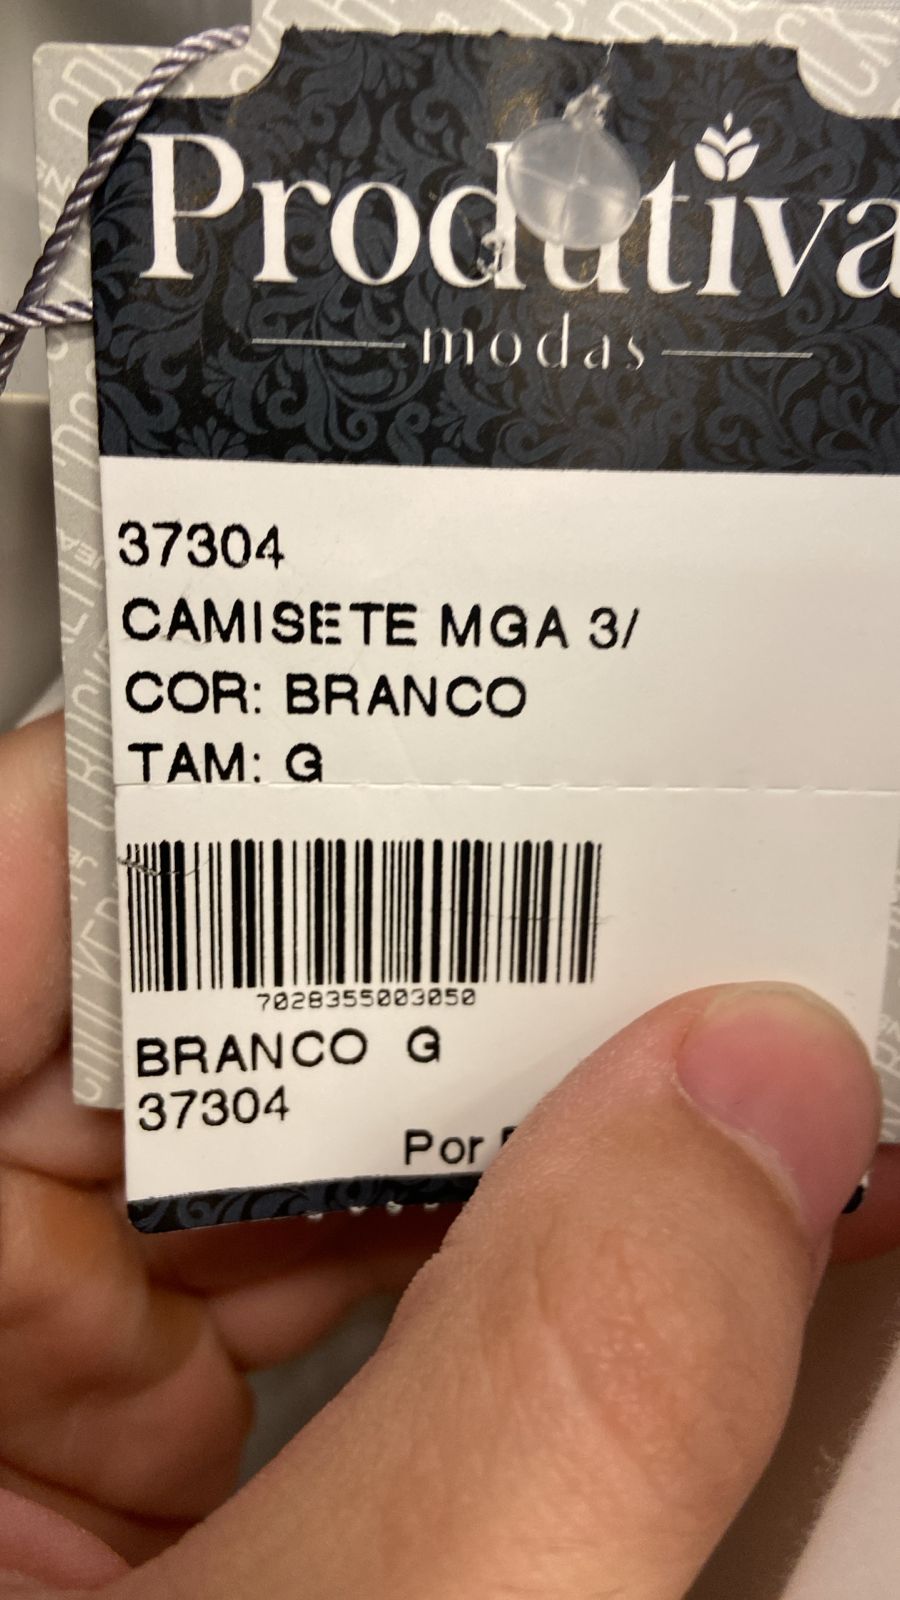 Produtiva
modas
37304
CAMISETE MGA 3/
COR: BRANCO
TAM: G
7028355003050
BRANCO G
37304
Por